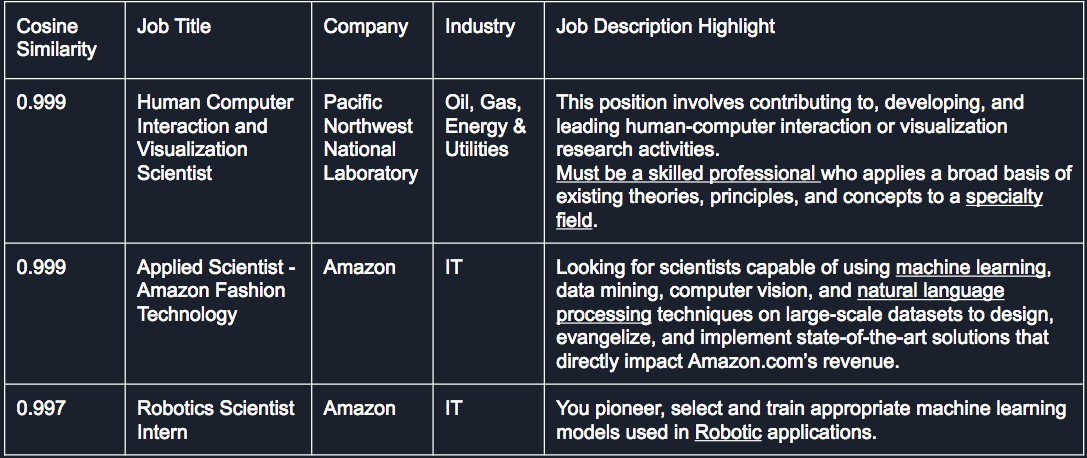 Cosine Similarity
Job Title
Company
Industry
Job Description Highlight
0.999
Human Computer
Interaction and
Visualization
Scientist
Pacific
Northwest
National
Laboratory
Oil, Gas,
Energy &
Utilities
This position involves contributing to, developing, and
leading human-computer interaction or visualization
research activities.
Must be a skilled professional who applies a broad basis of
existing theories, principles, and concepts to a specialty
field.
0.999
Applied Scientist -
Amazon Fashion
Technology
Amazon
IT
Looking for scientists capable of using machine learning,
data mining, computer vision, and natural language
processing techniques on large-scale datasets to design,
evangelize, and implement state-of-the-art solutions that
directly impact Amazon.com's revenue.
0.997
Robotics Scientist
Intern
Amazon
IT
You pioneer, select and train appropriate machine learning
models used in Robotic applications.